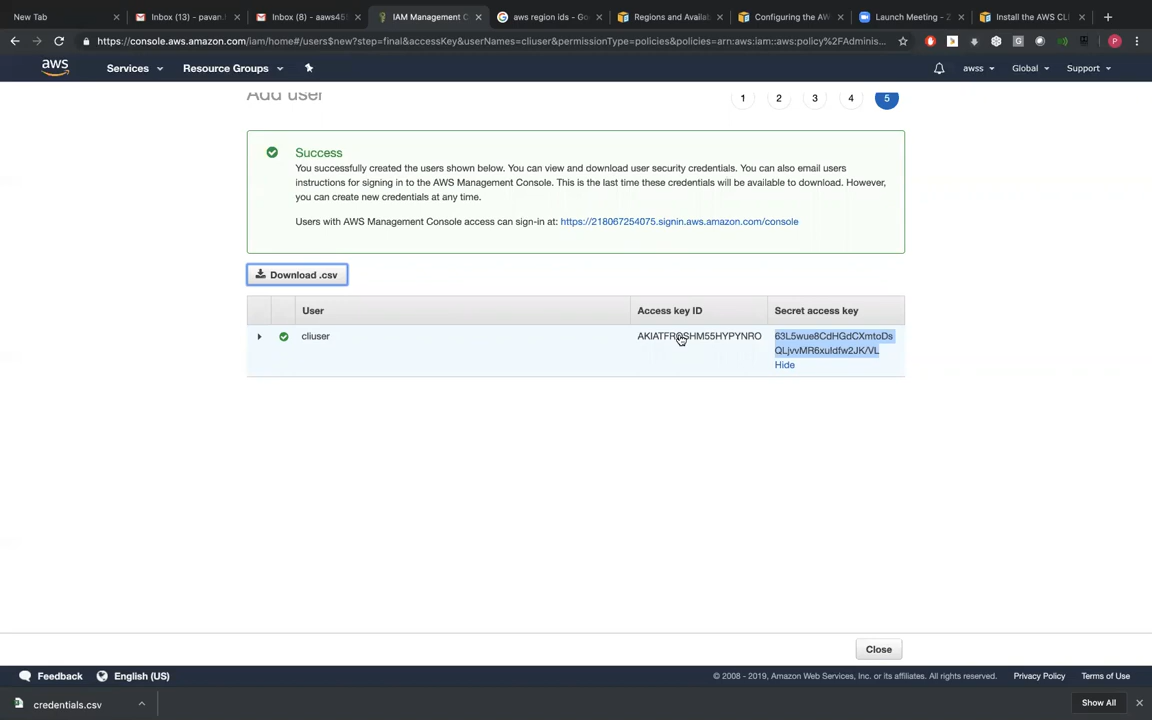 New Tab
Inbox (13) - pavan.
Inbox (8) - aaws45
IAM Management C
aws region ids - Go
Regions and Availa
Configuring the AW
Launch Meeting - Z
Install the AWS CLI
https://console.aws.amazon.com/iam/home#/users$new?step=final&accessKey&userNames=cliuser&permissionType=policies&policies=arn:aws:iam::aws:policy%2FAdminis...
P
aws
Services
Resource Groups
awss
Global
Support
Add user
1
2
3
4
5
Success
You successfully created the users shown below. You can view and download user security credentials. You can also email users
instructions for signing in to the AWS Management Console. This is the last time these credentials will be available to download. However,
you can create new credentials at any time.
Users with AWS Management Console access can sign-in at: https://218067254075.signin.aws.amazon.com/console
Download .csv
User
Access key ID
Secret access key
cliuser
Hide
Close
Feedback
English (US)
© 2008 - 2019, Amazon Web Services, Inc. or its affiliates. All rights reserved.
Privacy Policy
Terms of Use
credentials.csv
Show All